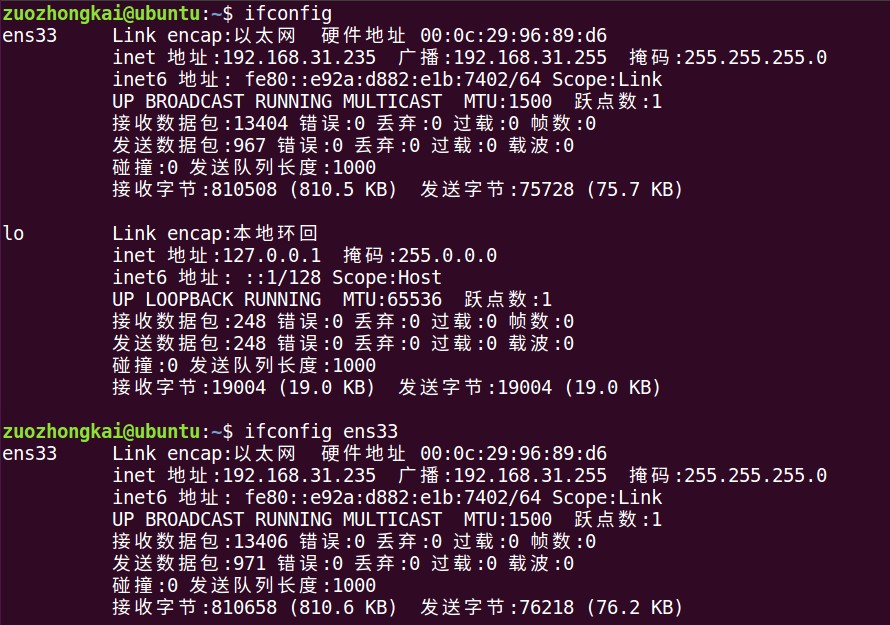 zuozhongkai@ubuntu:~$ ifconfig
ens33     Link encap:以太网  硬件地址 00:0c:29:96:89:d6
          inet 地址:192.168.31.235  广播:192.168.31.255  掩码:255.255.255.0
          inet6 地址: fe80::e92a:d882:e1b:7402/64 Scope:Link
          UP BROADCAST RUNNING MULTICAST  MTU:1500  跃点数:1
          接收数据包:13404 错误:0 丢弃:0 过载:0 帧数:0
          发送数据包:967 错误:0 丢弃:0 过载:0 载波:0
          碰撞:0 发送队列长度:1000
          接收字节:810508 (810.5 KB)  发送字节:75728 (75.7 KB)

lo        Link encap:本地环回
          inet 地址:127.0.0.1  掩码:255.0.0.0
          inet6 地址: ::1/128 Scope:Host
          UP LOOPBACK RUNNING  MTU:65536  跃点数:1
          接收数据包:248 错误:0 丢弃:0 过载:0 帧数:0
          发送数据包:248 错误:0 丢弃:0 过载:0 载波:0
          碰撞:0 发送队列长度:1000
          接收字节:19004 (19.0 KB)  发送字节:19004 (19.0 KB)

zuozhongkai@ubuntu:~$ ifconfig ens33
ens33     Link encap:以太网  硬件地址 00:0c:29:96:89:d6
          inet 地址:192.168.31.235  广播:192.168.31.255  掩码:255.255.255.0
          inet6 地址: fe80::e92a:d882:e1b:7402/64 Scope:Link
          UP BROADCAST RUNNING MULTICAST  MTU:1500  跃点数:1
          接收数据包:13406 错误:0 丢弃:0 过载:0 帧数:0
          发送数据包:971 错误:0 丢弃:0 过载:0 载波:0
          碰撞:0 发送队列长度:1000
          接收字节:810658 (810.6 KB)  发送字节:76218 (76.2 KB)